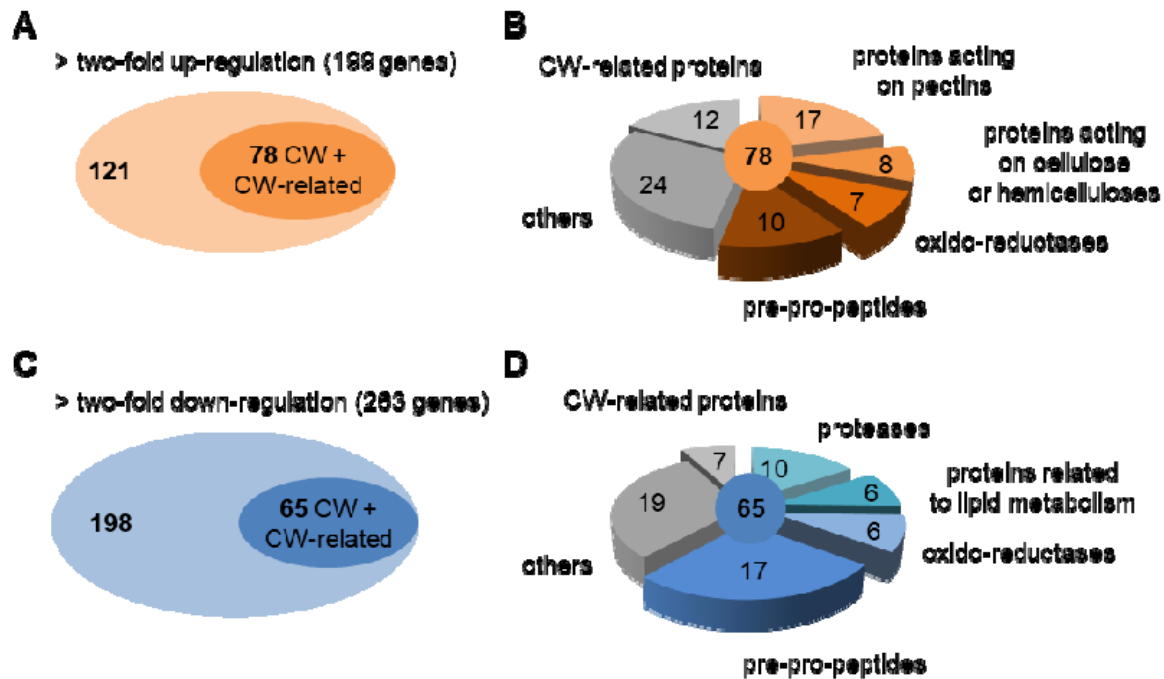 A
> two-fold up-regulation (199 genes)
121
78 CW +
CW-related
B
CW-related proteins
proteins acting
on pectins
12
17
proteins acting
on cellulose
or hemicelluloses
78
8
24
7
others
10
oxido-reductases
pre-pro-peptides
C
> two-fold down-regulation (263 genes)
198
65 CW +
CW-related
D
CW-related proteins
proteases
7
10
proteins related
to lipid metabolism
19
65
6
6
others
17
oxido-reductases
pre-pro-peptides